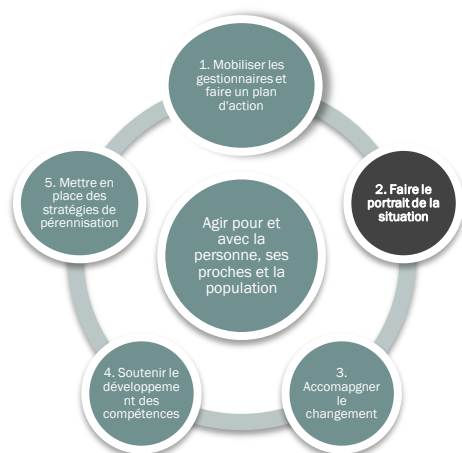 1. Mobiliser les
gestionnaires et
faire un plan
d'action
2. Faire le
portrait de la
situation
3.
Accomapgner
le
changement
4. Soutenir le
développeme
nt des
compétences
5. Mettre en
place des
stratégies de
pérennisation
Agir pour et
avec la
personne, ses
proches et la
population